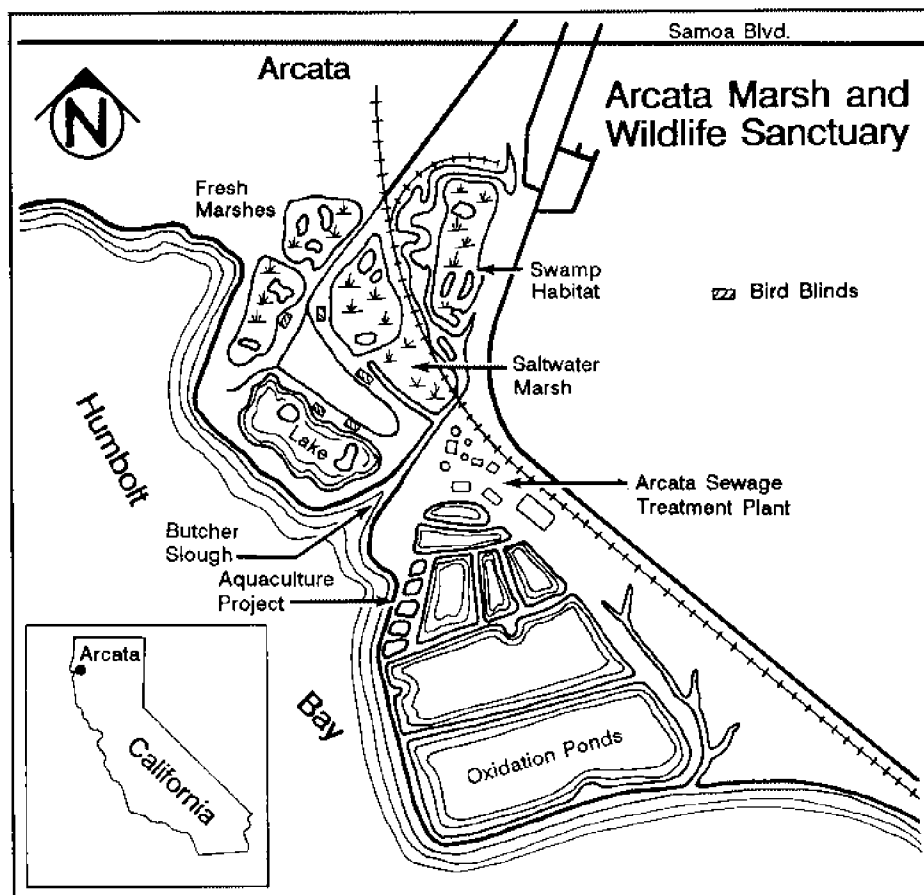 Samoa Blvd.
Arcata
Arcata Marsh and
Wildlife Sanctuary
N
Fresh
Marshes
Swamp
Habitat
Bird Blinds
Saltwater
Marsh
Humbolt
Lake
Arcata Sewage
Treatment Plant
Butcher
Slough
Aquaculture
Project
Bay
Oxidation Ponds
Arcata
California